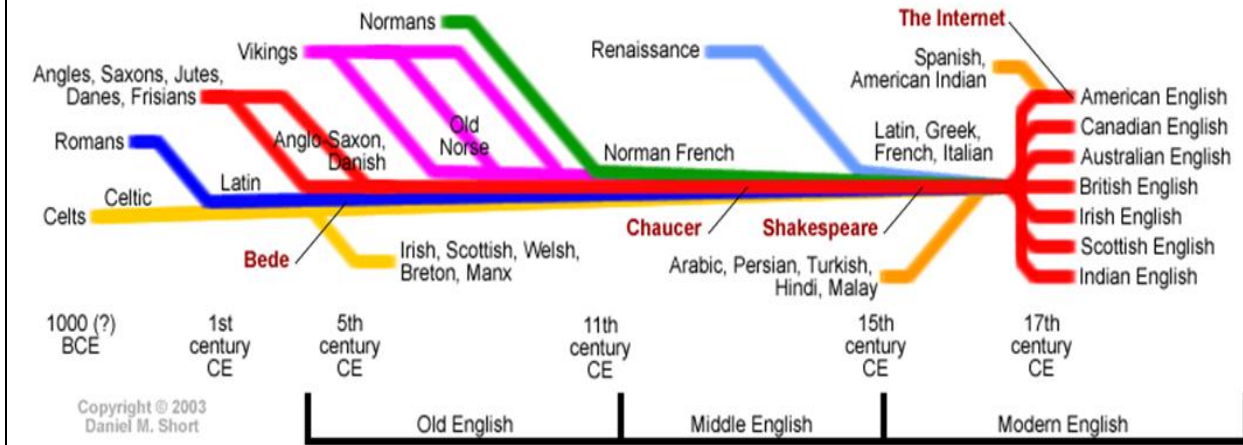 The Internet
Normans
Vikings
Renaissance
Spanish,
American Indian
Angles, Saxons, Jutes,
Danes, Frisians
American English
Romans
Anglo-Saxon,
Danish
Old
Norse
Norman French
Latin, Greek,
French, Italian
Canadian English
Australian English
Celtic
Latin
British English
Celts
Chaucer
Shakespeare
Irish English
Bede
Irish, Scottish, Welsh,
Breton, Manx
Arabic, Persian, Turkish,
Hindi, Malay
Scottish English
Indian English
1000 (?)
BCE
1st
century
CE
5th
century
CE
11th
century
CE
15th
century
CE
17th
century
CE
Copyright © 2003
Daniel M. Short
Old English
Middle English
Modern English